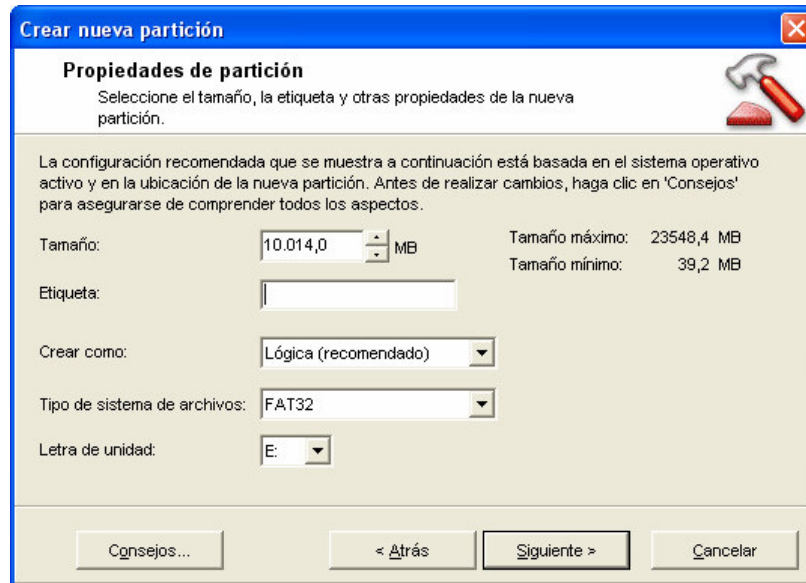 Crear nueva partición
Propiedades de partición
Seleccione el tamaño, la etiqueta y otras propiedades de la nueva
partición.
La configuración recomendada que se muestra a continuación está basada en el sistema operativo
activo y en la ubicación de la nueva partición. Antes de realizar cambios, haga clic en 'Consejos'
para asegurarse de comprender todos los aspectos.
Tamaño: 10.014,0 MB Tamaño máximo: 23548,4 MB
Tamaño mínimo: 39,2 MB
Etiqueta:
Crear como: Lógica (recomendado)
Tipo de sistema de archivos: FAT32
Letra de unidad: E:
Consejos... < Atrás Siguiente > Cancelar